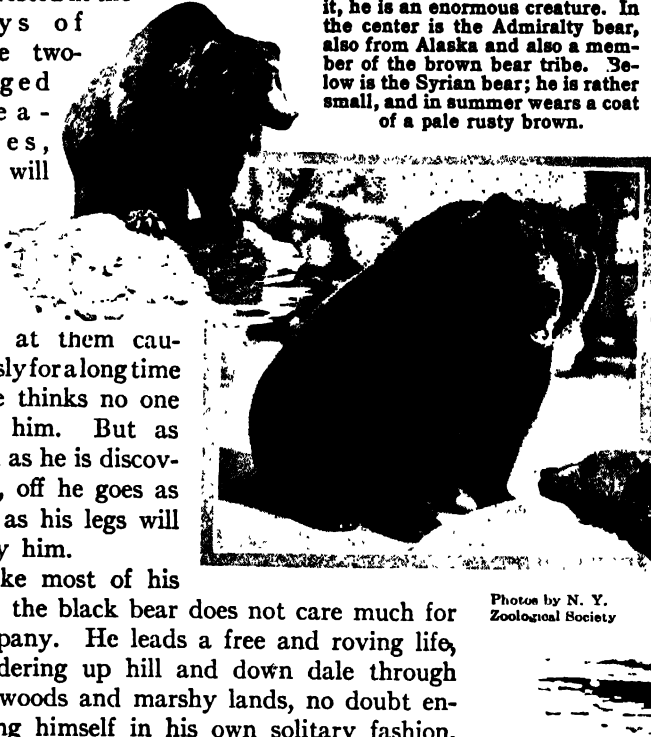 ys of
e two-
ged
ea-
es,
will
it, he is an enormous creature. In
the center is the Admiralty bear,
also from Alaska and also a mem-
ber of the brown bear tribe. Be-
low is the Syrian bear; he is rather
small, and in summer wears a coat
of a pale rusty brown.
at them cau-
sly for a long time
e thinks no one
him. But as
as he is discov-
, off he goes as
as his legs will
y him.
ke most of his
the black bear does not care much for
pany. He leads a free and roving life,
dering up hill and down dale through
woods and marshy lands, no doubt en-
ng himself in his own solitary fashion.
Photos by N. Y.
Zoological Society